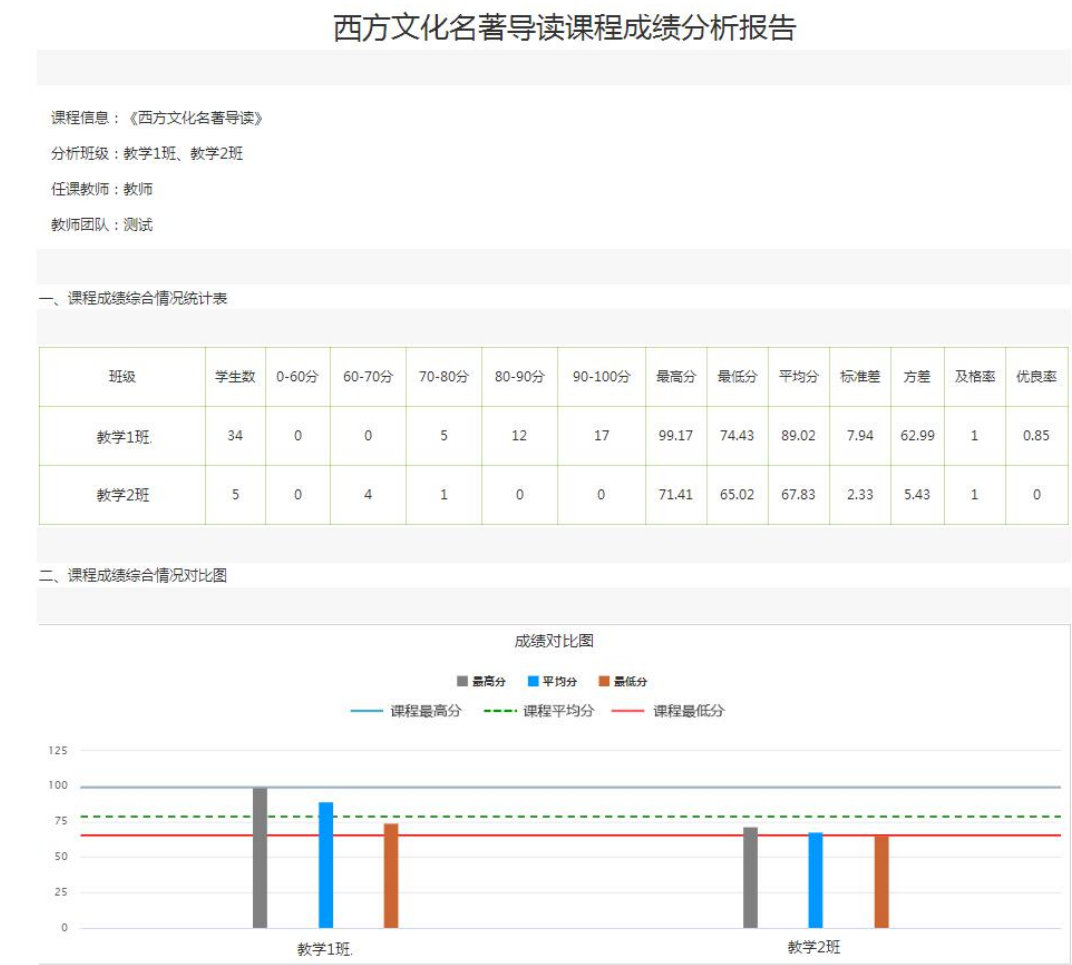 西方文化名著导读课程成绩分析报告
课程信息：《西方文化名著导读》
分析班级：教学1班、教学2班
任课教师：教师
教师团队：测试
一、课程成绩综合情况统计表
班级 学生数 0-60分 60-70分 70-80分 80-90分 90-100分 最高分 最低分 平均分 标准差 方差 及格率 优良率
教学1班. 34 0 0 5 12 17 99.17 74.43 89.02 7.94 62.99 1 0.85
教学2班 5 0 4 1 0 0 71.41 65.02 67.83 2.33 5.43 1 0
二、课程成绩综合情况对比图
成绩对比图
最高分 平均分 最低分
课程最高分 课程平均分 课程最低分
125
100
75
50
25
0
教学1班. 教学2班